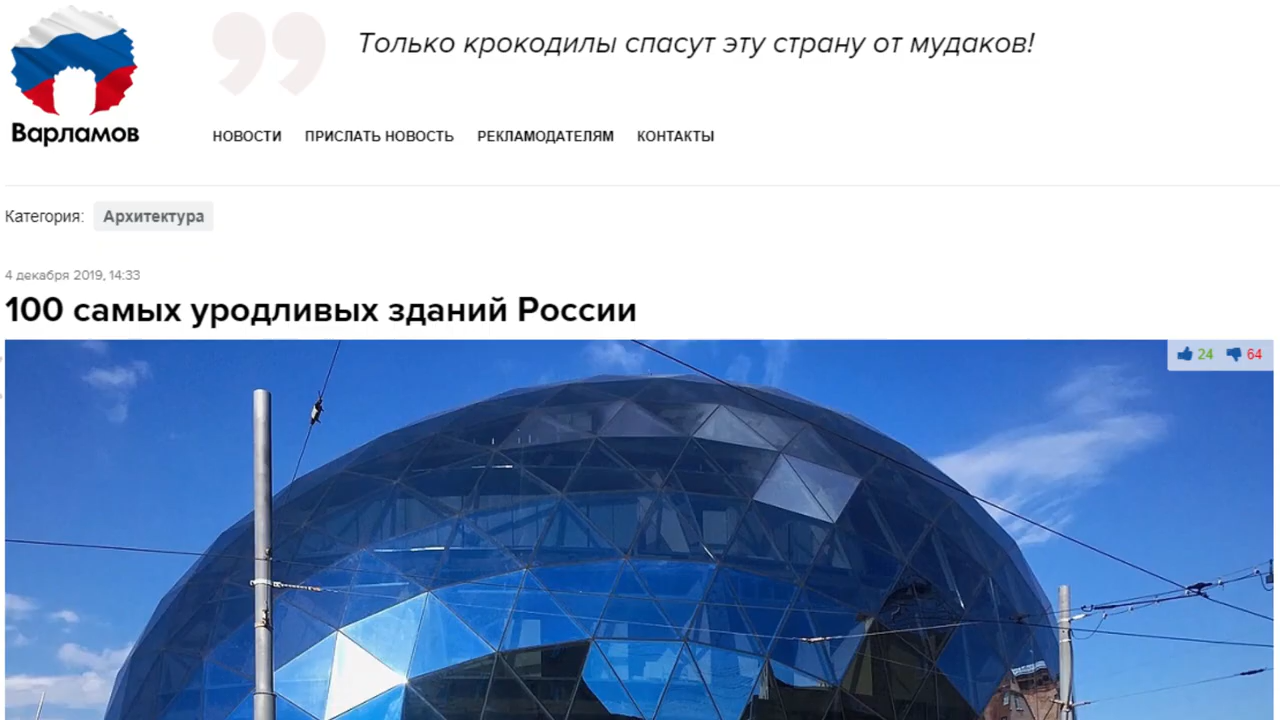 Только крокодилы спасут эту страну от мудаков!
Варламов
НОВОСТИ ПРИСЛАТЬ НОВОСТЬ РЕКЛАМОДАТЕЛЯМ КОНТАКТЫ
Категория: Архитектура
4 декабря 2019, 14:33
100 самых уродливых зданий России
24 64